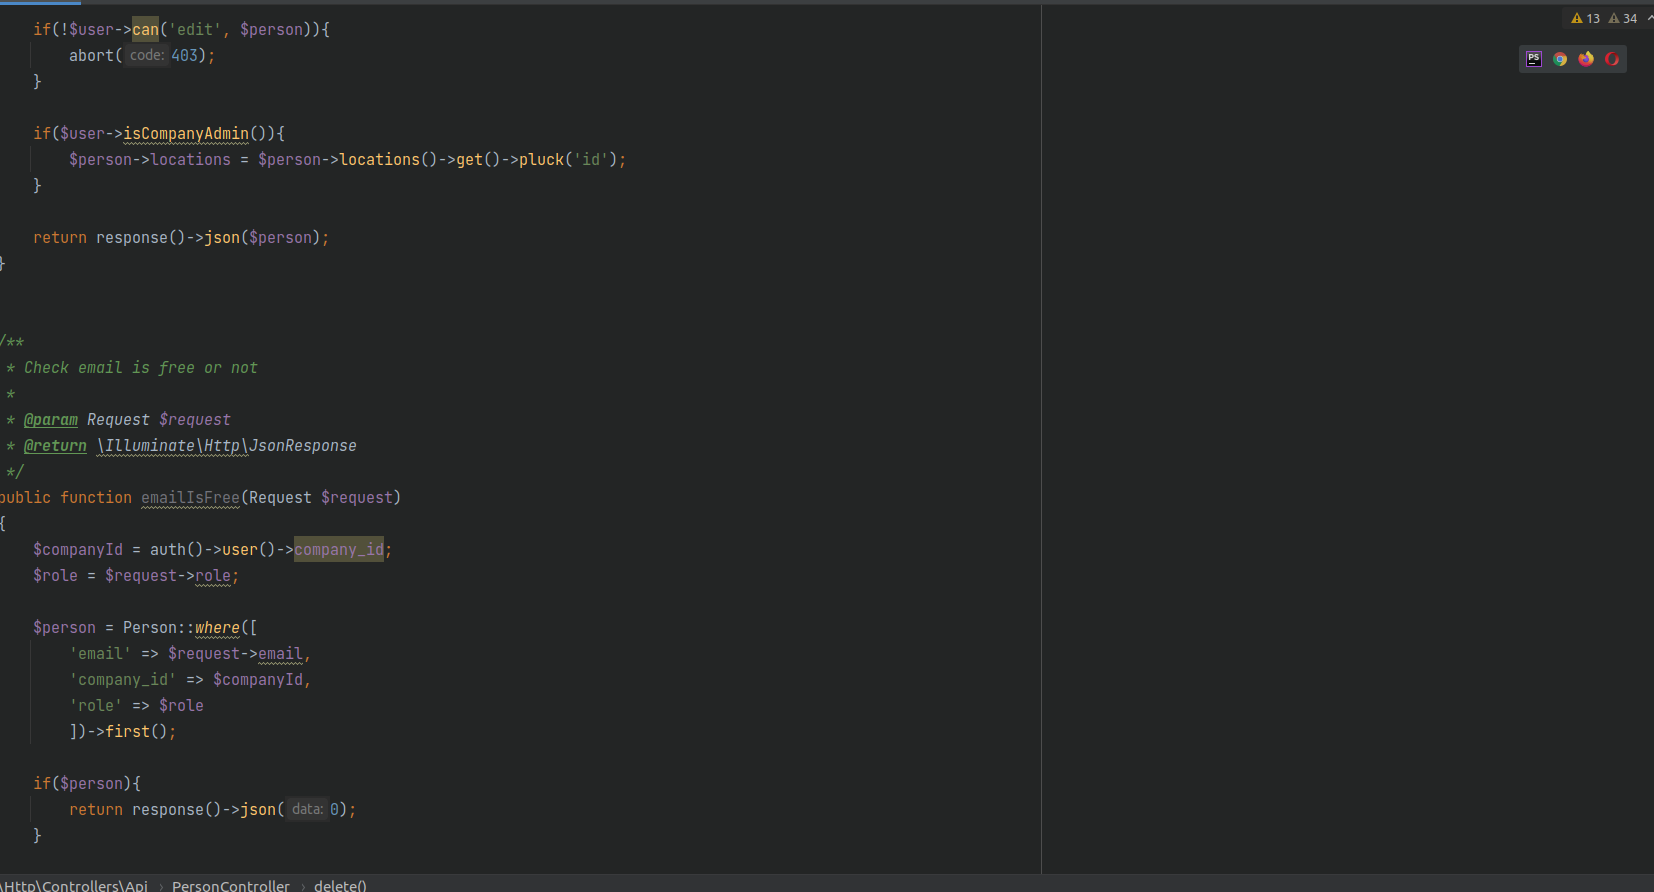 if(!$user->can('edit', $person)){
abort( code: 403);
}
if($user->isCompanyAdmin()){
$person->locations = $person->locations()->get()->pluck('id');
}
return response()->json($person);
}
/**
* Check email is free or not
*
* @param Request $request
* @return \Illuminate\Http\JsonResponse
*/
public function emailIsFree(Request $request)
{
$companyId = auth()->user()->company_id;
$role = $request->role;
$person = Person::where([
'email' => $request->email,
'company_id' => $companyId,
'role' => $role
])->first();
if($person){
return response()->json( data: 0);
}
13 34
PS
\Http\Controllers\Api › PersonController › delete()